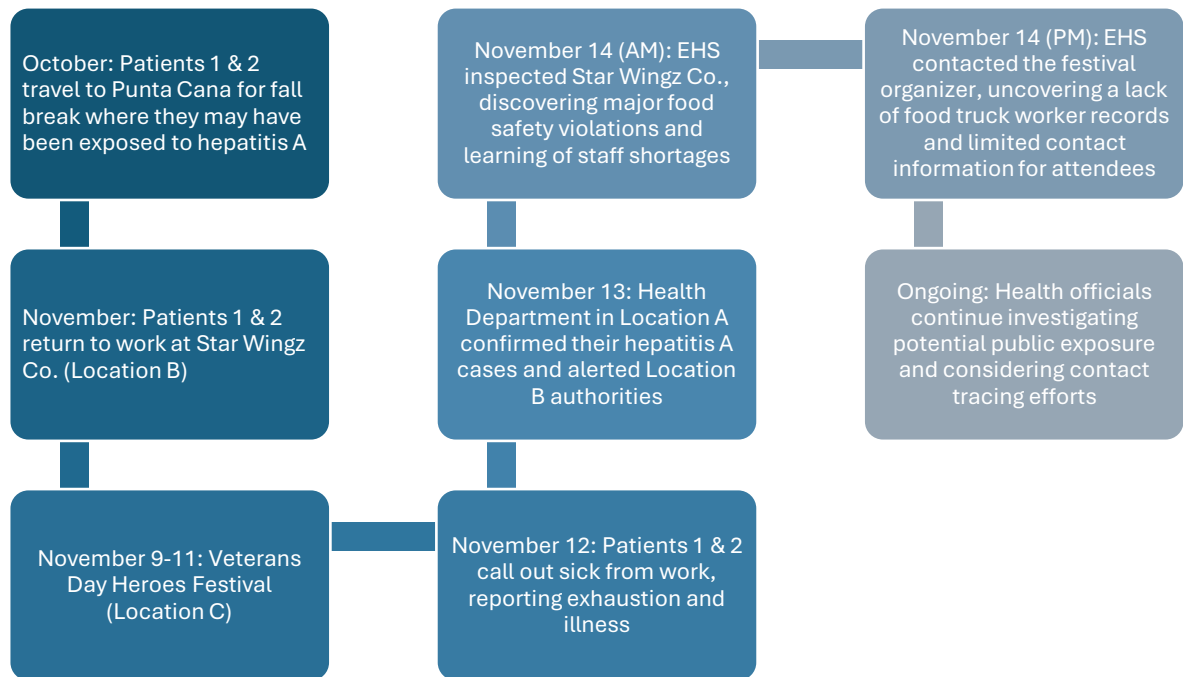 October: Patients 1 & 2
travel to Punta Cana for fall
break where they may have
been exposed to hepatitis A
November: Patients 1 & 2
return to work at Star Wingz
Co. (Location B)
November 9-11: Veterans
Day Heroes Festival
(Location C)
November 12: Patients 1 & 2
call out sick from work,
reporting exhaustion and
illness
November 13: Health
Department in Location A
confirmed their hepatitis A
cases and alerted Location
B authorities
November 14 (AM): EHS
inspected Star Wingz Co.,
discovering major food
safety violations and
learning of staff shortages
November 14 (PM): EHS
contacted the festival
organizer, uncovering a lack
of food truck worker records
and limited contact
information for attendees
Ongoing: Health officials
continue investigating
potential public exposure
and considering contact
tracing efforts